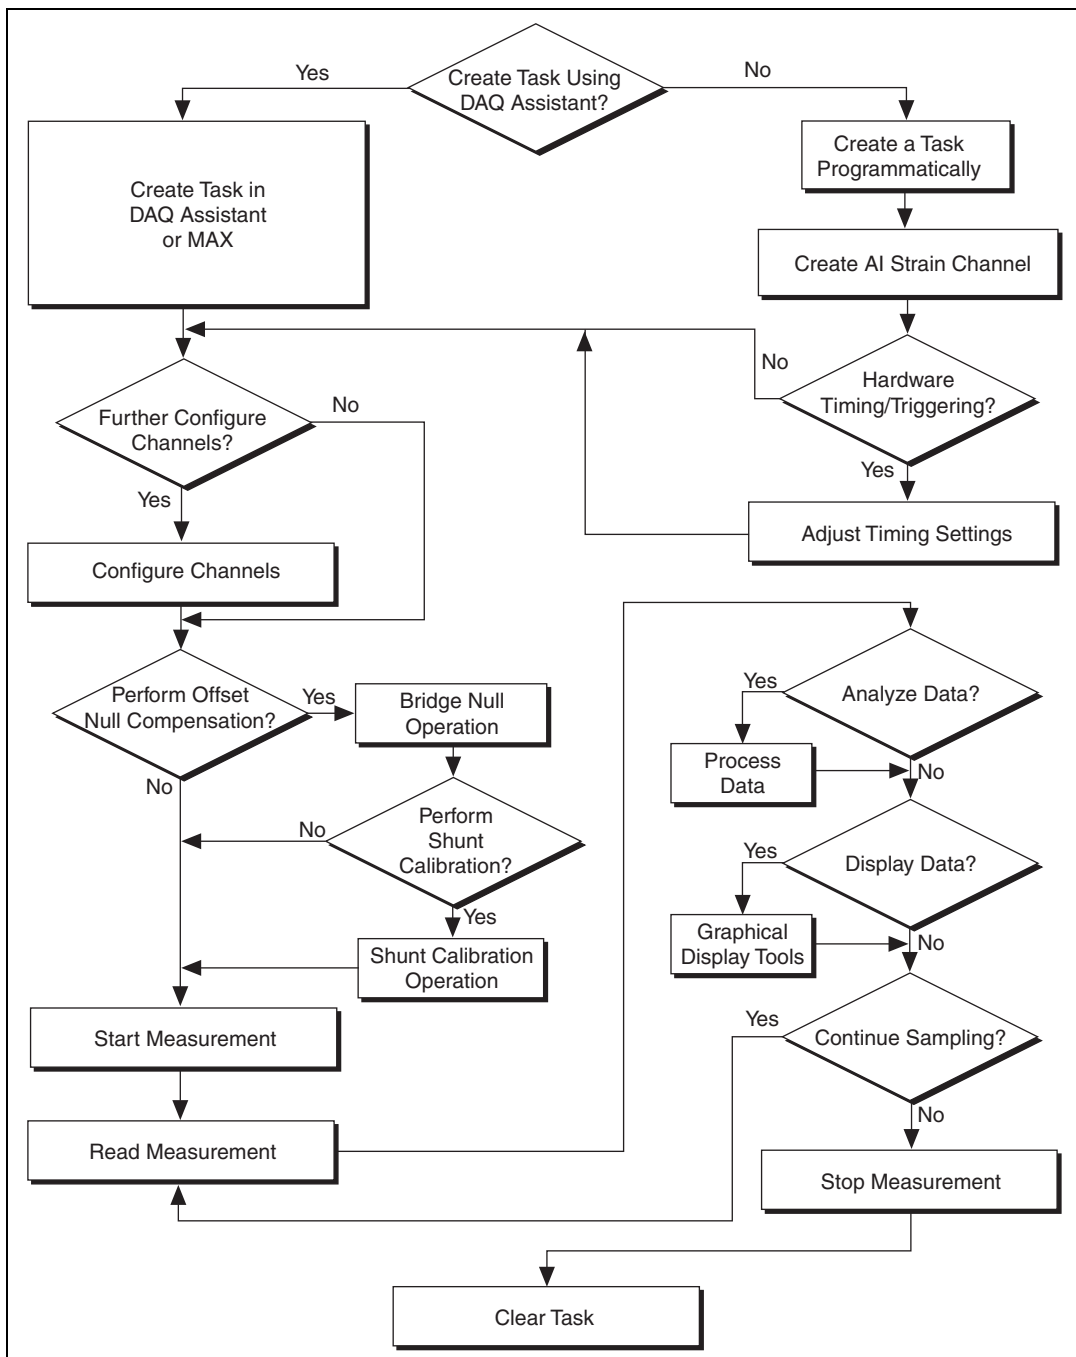 Create Task Using
DAQ Assistant?
Yes
No
Create Task in
DAQ Assistant
or MAX
Create a Task
Programmatically
Create AI Strain Channel
Hardware
Timing/Triggering?
No
Yes
Adjust Timing Settings
Further Configure
Channels?
No
Yes
Configure Channels
Perform Offset
Null Compensation?
Yes
No
Bridge Null
Operation
Perform
Shunt
Calibration?
No
Yes
Shunt Calibration
Operation
Start Measurement
Read Measurement
Analyze Data?
Yes
No
Process
Data
Display Data?
Yes
No
Graphical
Display Tools
Continue Sampling?
Yes
No
Stop Measurement
Clear Task